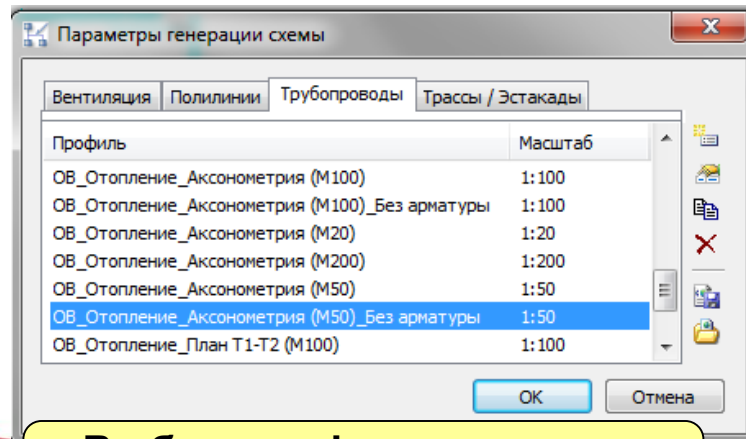 Параметры генерации схемы
Вентиляция Полилинии Трубопроводы Трассы / Эстакады
Профиль Масштаб
ОВ_Отопление_Аксонометрия (М100) 1:100
ОВ_Отопление_Аксонометрия (М100)_Без арматуры 1:100
ОВ_Отопление_Аксонометрия (М20) 1:20
ОВ_Отопление_Аксонометрия (М200) 1:200
ОВ_Отопление_Аксонометрия (М50) 1:50
ОВ_Отопление_Аксонометрия (М50)_Без арматуры 1:50
ОВ_Отопление_План Т1-Т2 (М100) 1:100
ОК Отмена